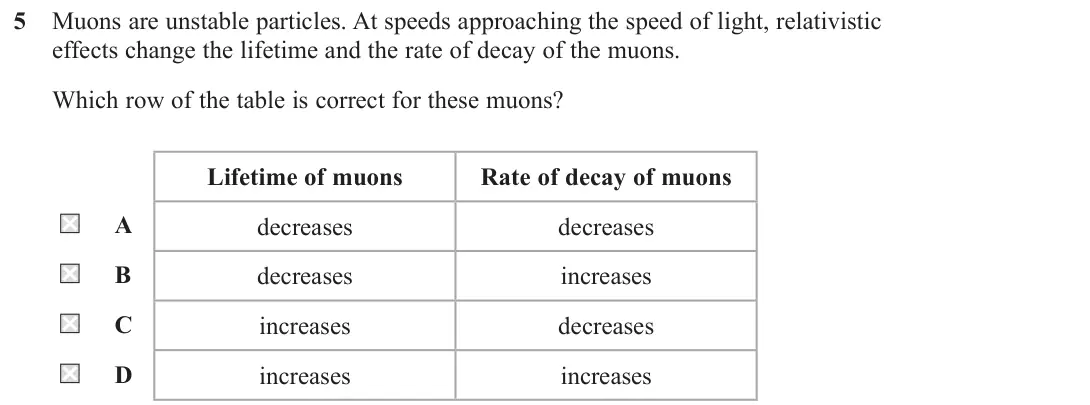 5 Muons are unstable particles. At speeds approaching the speed of light, relativistic
effects change the lifetime and the rate of decay of the muons.
Which row of the table is correct for these muons?
Lifetime of muons Rate of decay of muons
A decreases decreases
B decreases increases
C increases decreases
D increases increases